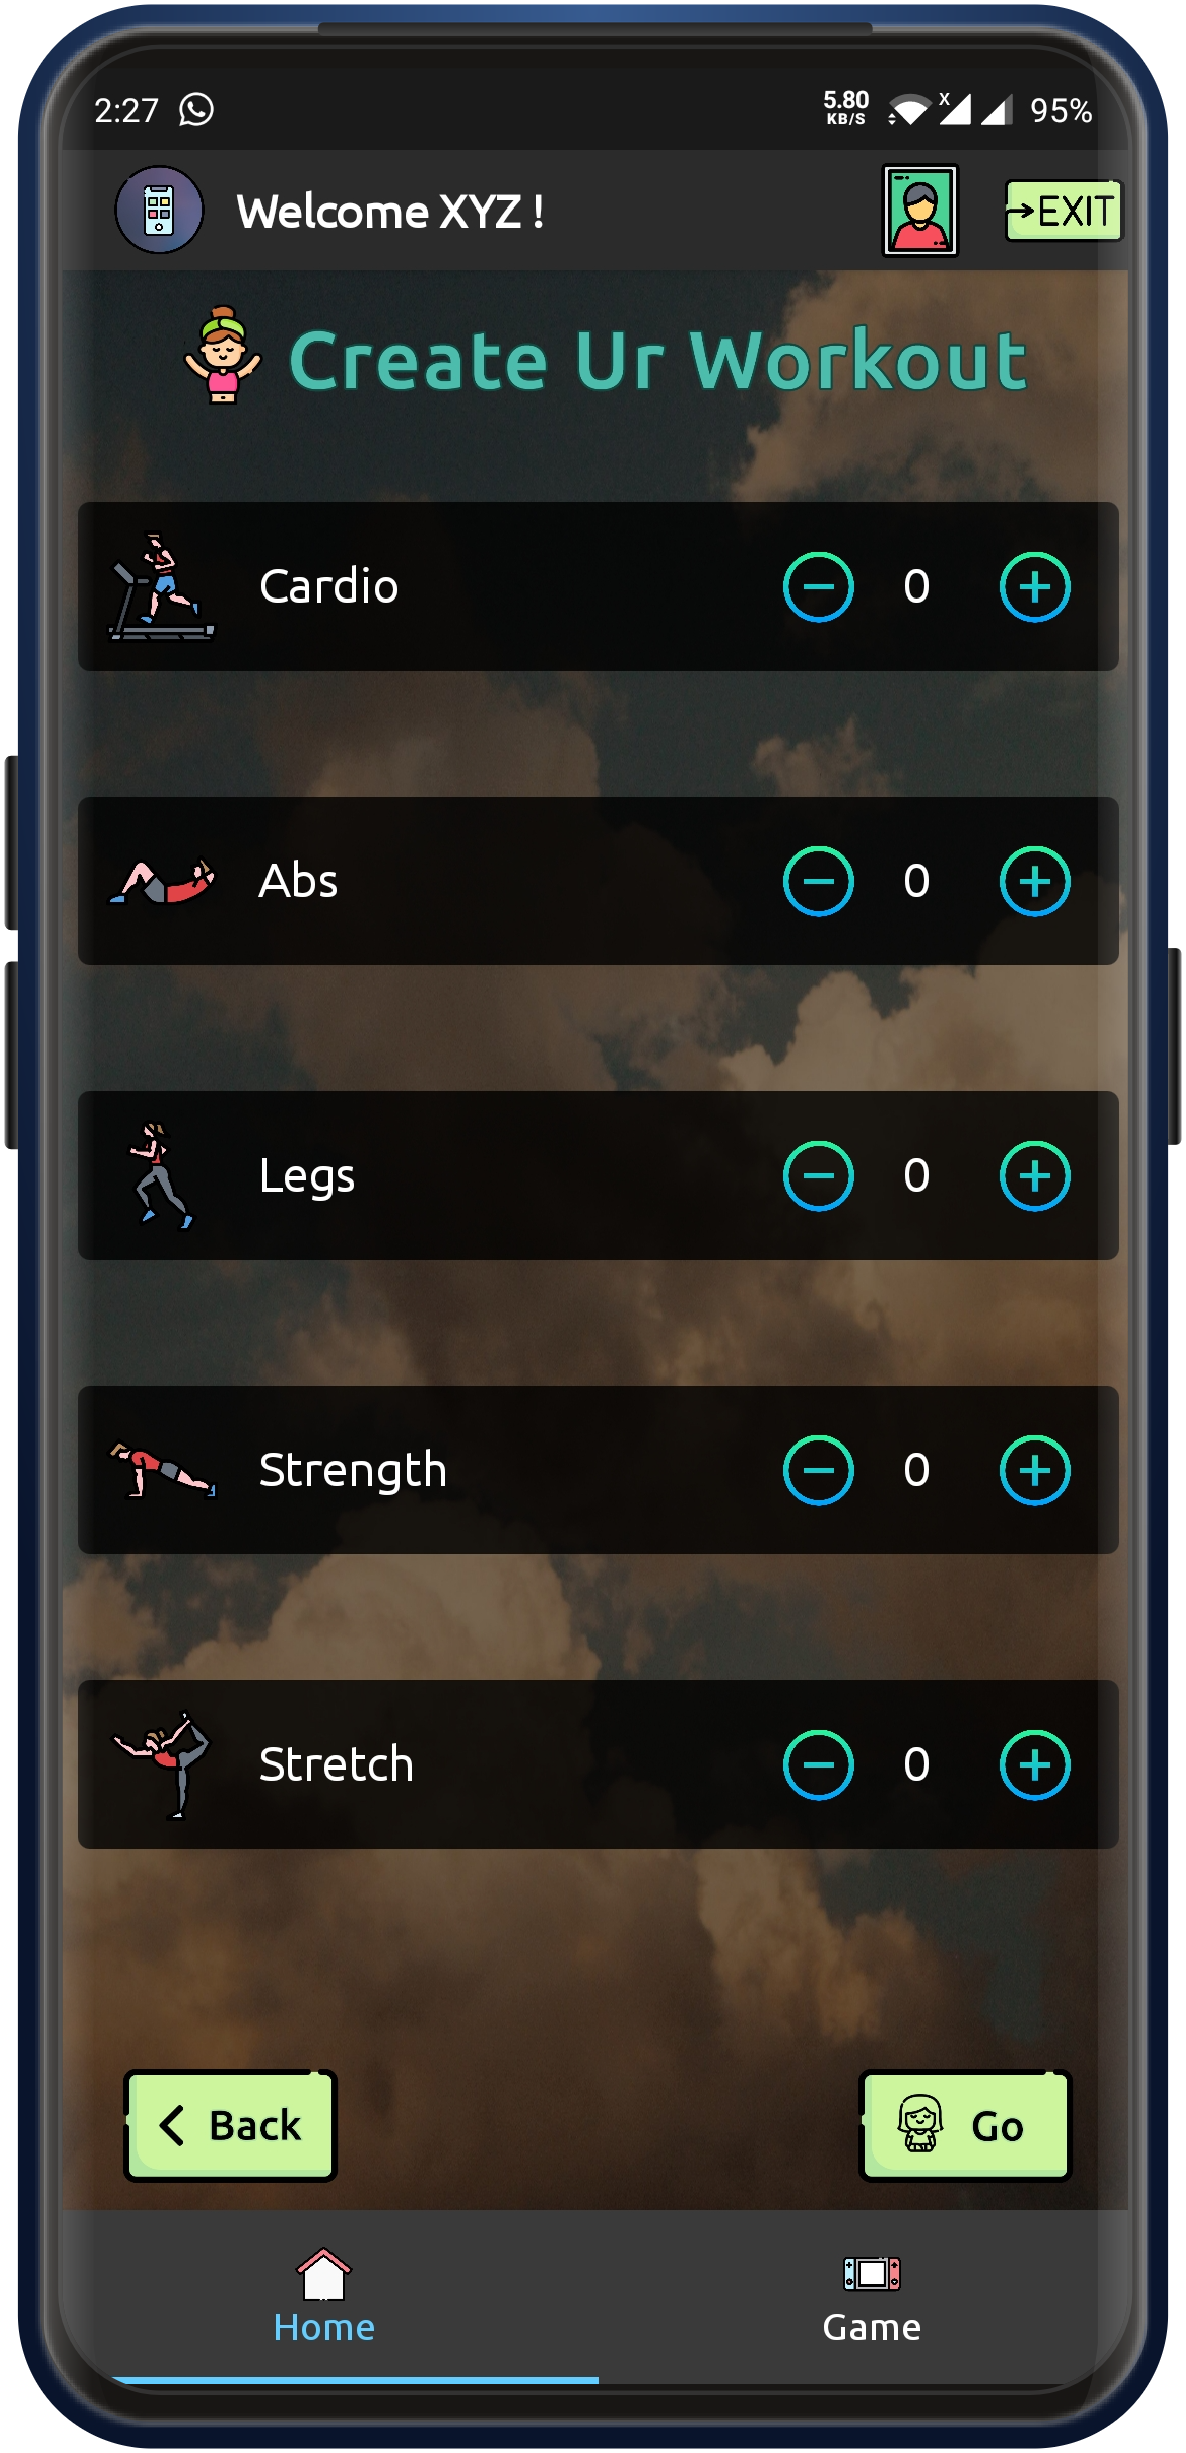 2:27 5.80 KB/S X 95%
Welcome XYZ ! EXIT
Create Ur Workout
Cardio 0
Abs 0
Legs 0
Strength 0
Stretch 0
Back Go
Home Game